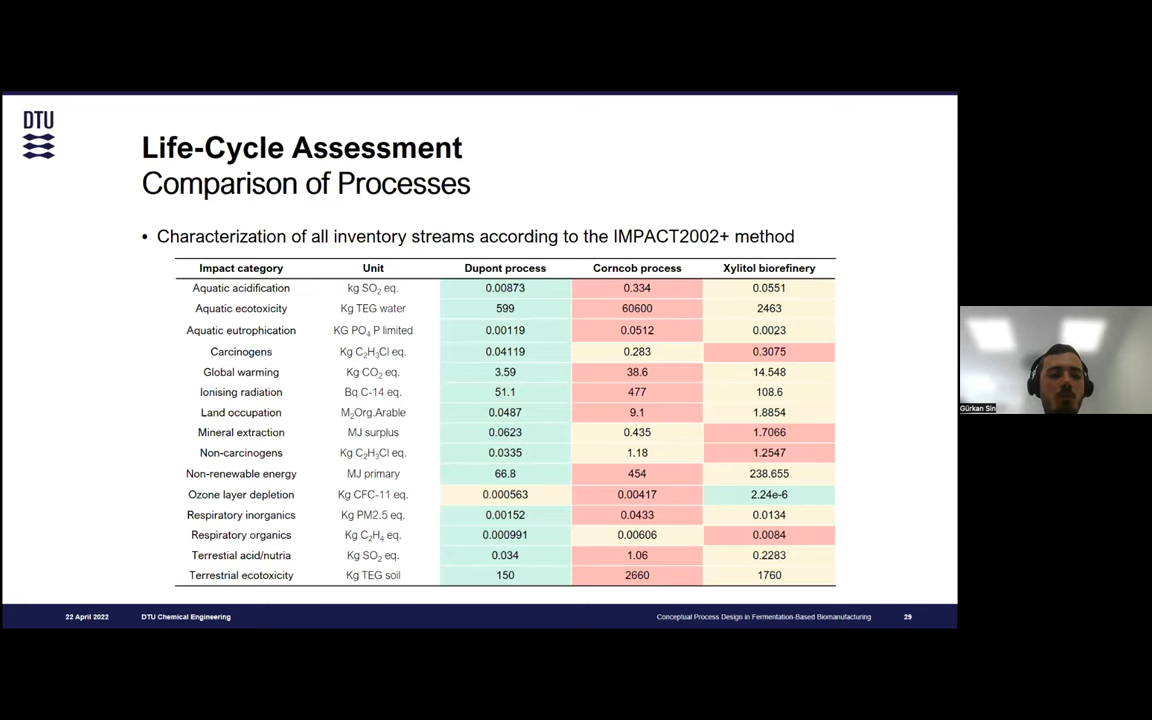 DTU
Life-Cycle Assessment
Comparison of Processes
• Characterization of all inventory streams according to the IMPACT2002+ method
Impact category Unit Dupont process Corncob process Xylitol biorefinery
Aquatic acidification kg SO2 eq. 0.00873 0.334 0.0551
Aquatic ecotoxicity Kg TEG water 599 60600 2463
Aquatic eutrophication KG PO4 P limited 0.00119 0.0512 0.0023
Carcinogens Kg C2H3Cl eq. 0.04119 0.283 0.3075
Global warming Kg CO2 eq. 3.59 38.6 14.548
Ionising radiation Bq C-14 eq. 51.1 477 108.6
Land occupation M2Org.Arable 0.0487 9.1 1.8854
Mineral extraction MJ surplus 0.0623 0.435 1.7066
Non-carcinogens Kg C2H3Cl eq. 0.0335 1.18 1.2547
Non-renewable energy MJ primary 66.8 454 238.655
Ozone layer depletion Kg CFC-11 eq. 0.000563 0.00417 2.24e-6
Respiratory inorganics Kg PM2.5 eq. 0.00152 0.0433 0.0134
Respiratory organics Kg C2H4 eq. 0.000991 0.00606 0.0084
Terrestial acid/nutria Kg SO2 eq. 0.034 1.06 0.2283
Terrestrial ecotoxicity Kg TEG soil 150 2660 1760
22 April 2022 DTU Chemical Engineering Conceptual Process Design in Fermentation-Based Biomanufacturing 29
Gürkan Sin